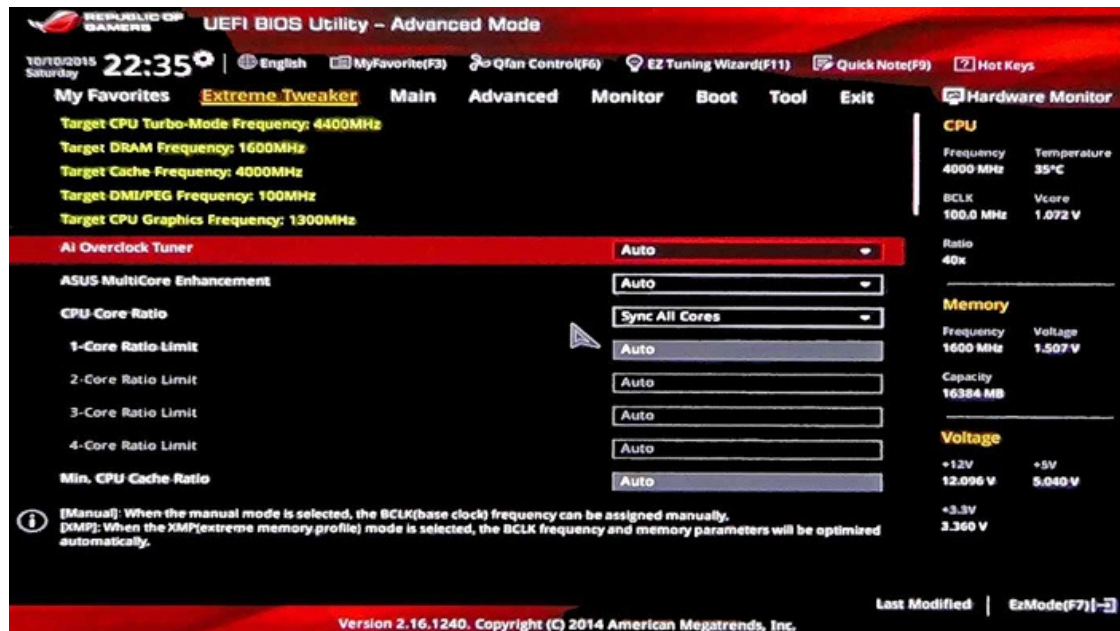 REPUBLIC OF GAMERS
UEFI BIOS Utility – Advanced Mode
10/10/2015 Saturday 22:35 English MyFavorite(F3) Qfan Control(F6) EZ Tuning Wizard(F11) Quick Note(F9) ? Hot Keys
My Favorites Extreme Tweaker Main Advanced Monitor Boot Tool Exit
Target CPU Turbo-Mode Frequency: 4400MHz
Target DRAM Frequency: 1600MHz
Target Cache Frequency: 4000MHz
Target DMI/PEG Frequency: 100MHz
Target CPU Graphics Frequency: 1300MHz
Ai Overclock Tuner Auto
ASUS MultiCore Enhancement Auto
CPU Core Ratio Sync All Cores
1-Core Ratio Limit Auto
2-Core Ratio Limit Auto
3-Core Ratio Limit Auto
4-Core Ratio Limit Auto
Min. CPU Cache Ratio Auto
[Manual]: When the manual mode is selected, the BCLK(base clock) frequency can be assigned manually.
[XMP]: When the XMP(extreme memory profile) mode is selected, the BCLK frequency and memory parameters will be optimized
automatically.
Hardware Monitor
CPU
Frequency Temperature
4000 MHz 35°C
BCLK Vcore
100.0 MHz 1.072 V
Ratio
40x
Memory
Frequency Voltage
1600 MHz 1.507 V
Capacity
16384 MB
Voltage
+12V +5V
12.096 V 5.040 V
+3.3V
3.360 V
Last Modified EzMode(F7)
Version 2.16.1240. Copyright (C) 2014 American Megatrends, Inc.